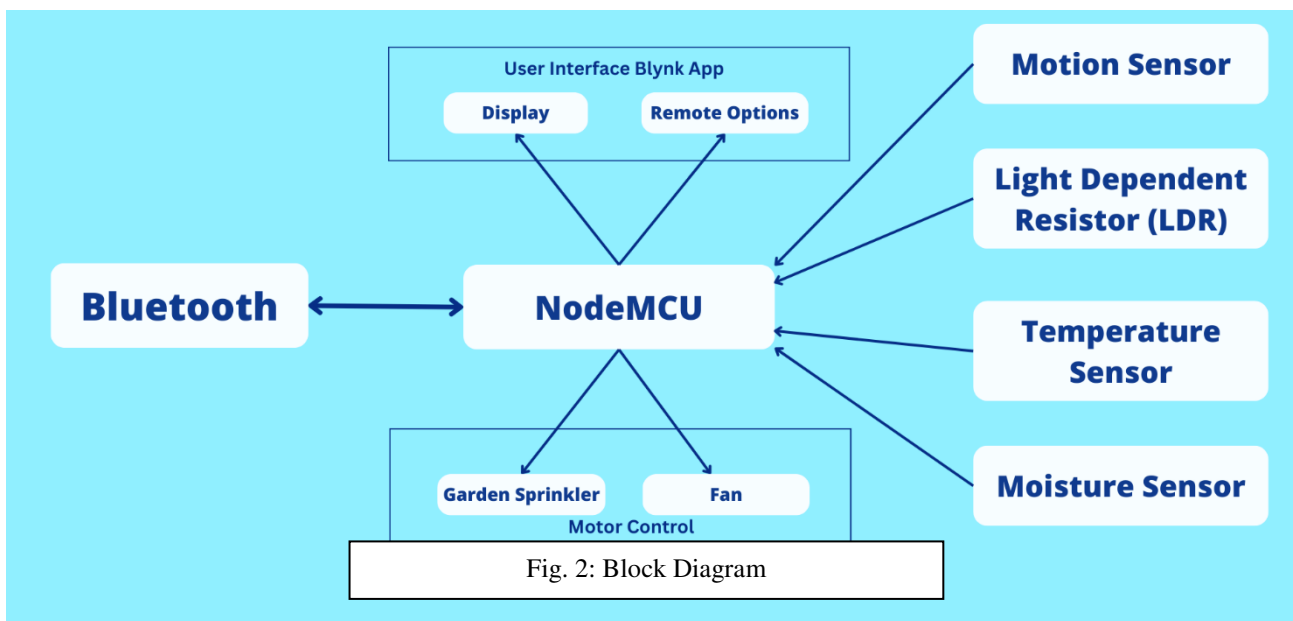 User Interface Blynk App
Display
Remote Options
Motion Sensor
Light Dependent
Resistor (LDR)
Bluetooth
NodeMCU
Temperature
Sensor
Moisture Sensor
Garden Sprinkler
Fan
Motor Control
Fig. 2: Block Diagram